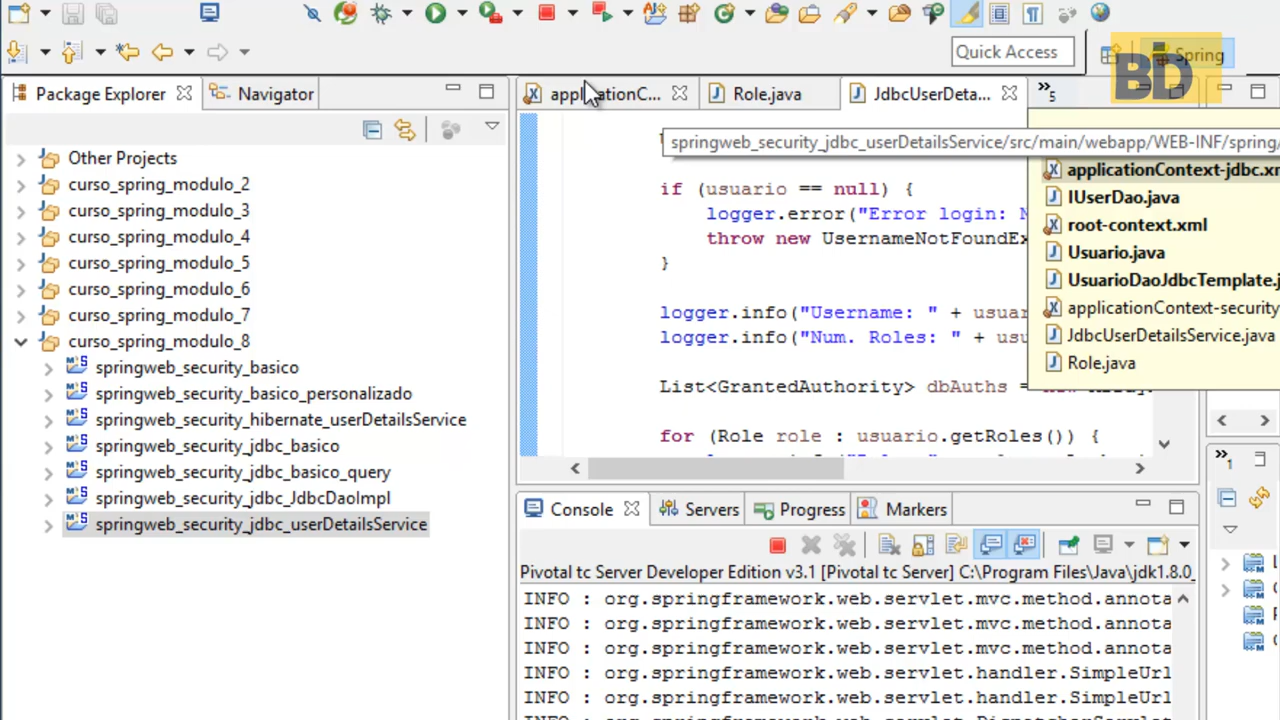 Quick Access
Spring
BD
Package Explorer
Navigator
applicationC...
Role.java
JdbcUserDeta...
5
springweb_security_jdbc_userDetailsService/src/main/webapp/WEB-INF/spring/
Other Projects
curso_spring_modulo_2
curso_spring_modulo_3
curso_spring_modulo_4
curso_spring_modulo_5
curso_spring_modulo_6
curso_spring_modulo_7
curso_spring_modulo_8
springweb_security_basico
springweb_security_basico_personalizado
springweb_security_hibernate_userDetailsService
springweb_security_jdbc_basico
springweb_security_jdbc_basico_query
springweb_security_jdbc_JdbcDaoImpl
springweb_security_jdbc_userDetailsService
if (usuario == null) {
logger.error("Error login: N
throw new UsernameNotFoundEx
}
logger.info("Username: " + usuar
logger.info("Num. Roles: " + usu
List<GrantedAuthority> dbAuths =
for (Role role : usuario.getRoles()) {
applicationContext-jdbc.xm
IUserDao.java
root-context.xml
Usuario.java
UsuarioDaoJdbcTemplate.j
applicationContext-security
JdbcUserDetailsService.java
Role.java
1
Console
Servers
Progress
Markers
Pivotal tc Server Developer Edition v3.1 [Pivotal tc Server] C:\Program Files\Java\jdk1.8.0_
INFO : org.springframework.web.servlet.mvc.method.annota
INFO : org.springframework.web.servlet.mvc.method.annota
INFO : org.springframework.web.servlet.mvc.method.annota
INFO : org.springframework.web.servlet.handler.SimpleUrl
INFO : org.springframework.web.servlet.handler.SimpleUrl